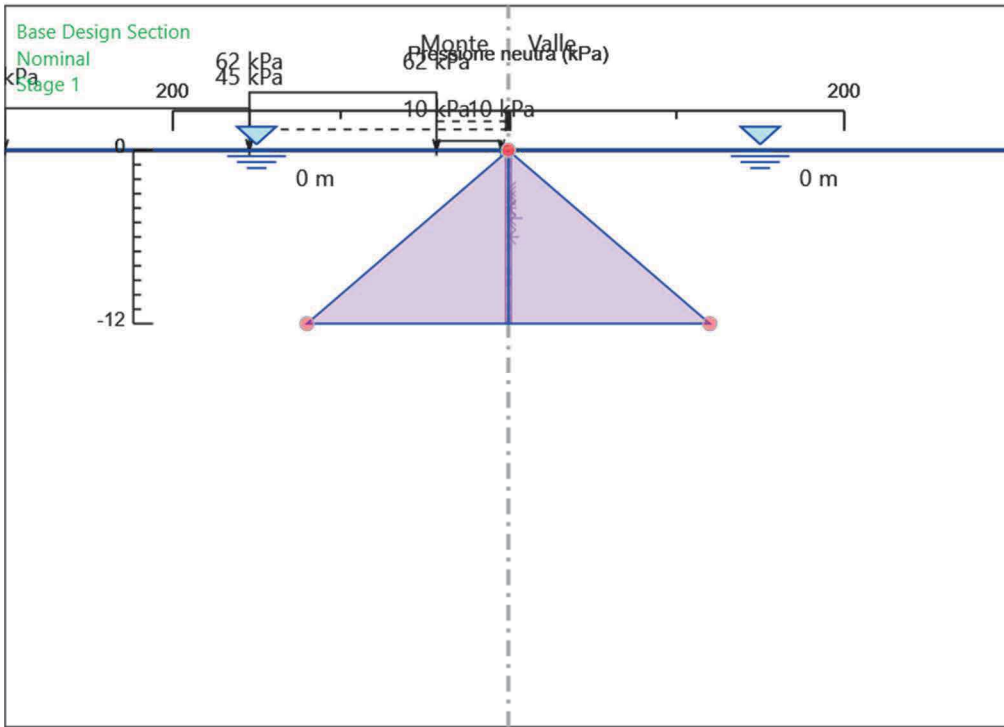 Base Design Section
Nominal
Stage 1
kPa
62 kPa
45 kPa
Monte
Valle
Pressione neutra (kPa)
62 kPa
200
200
10 kPa
10 kPa
0
0 m
0 m
-12